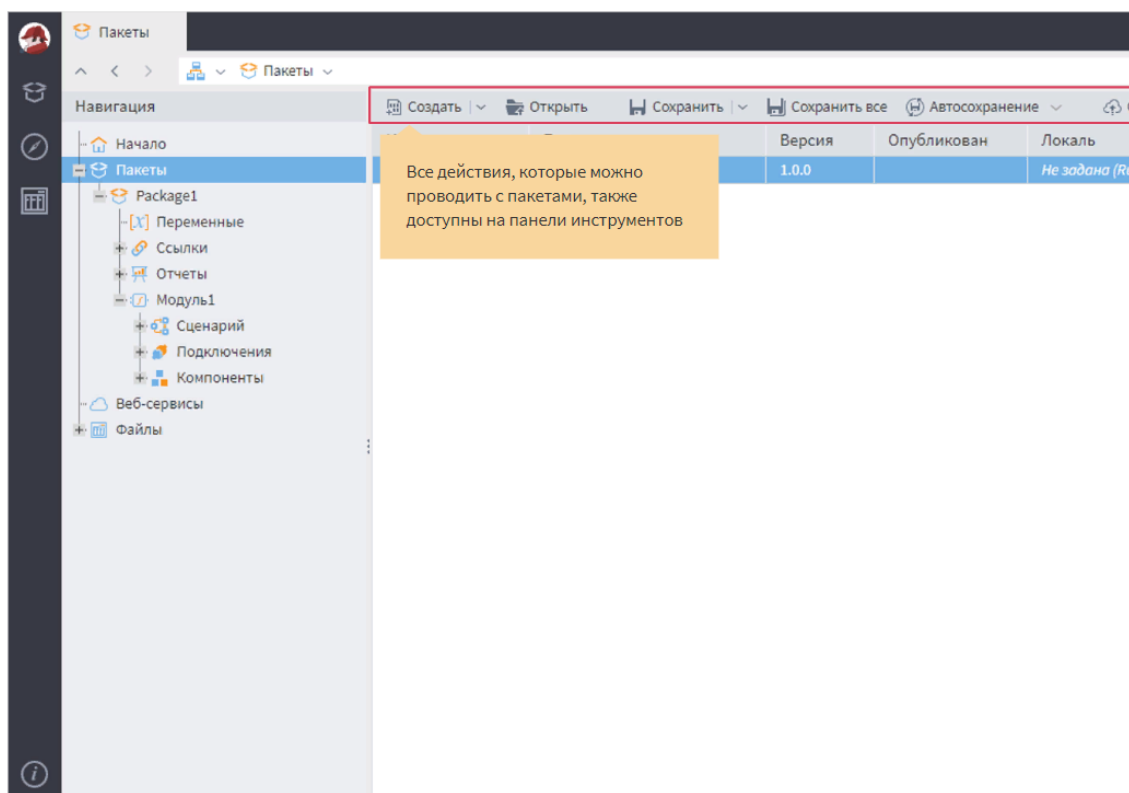 Пакеты
Пакеты
Навигация
Создать Открыть Сохранить Сохранить все Автосохранение
Версия Опубликован Локаль
Начало
Пакеты
1.0.0 Не задана
Все действия, которые можно
проводить с пакетами, также
доступны на панели инструментов
Package1
[X] Переменные
Ссылки
Отчеты
Модуль1
Сценарий
Подключения
Компоненты
Веб-сервисы
Файлы